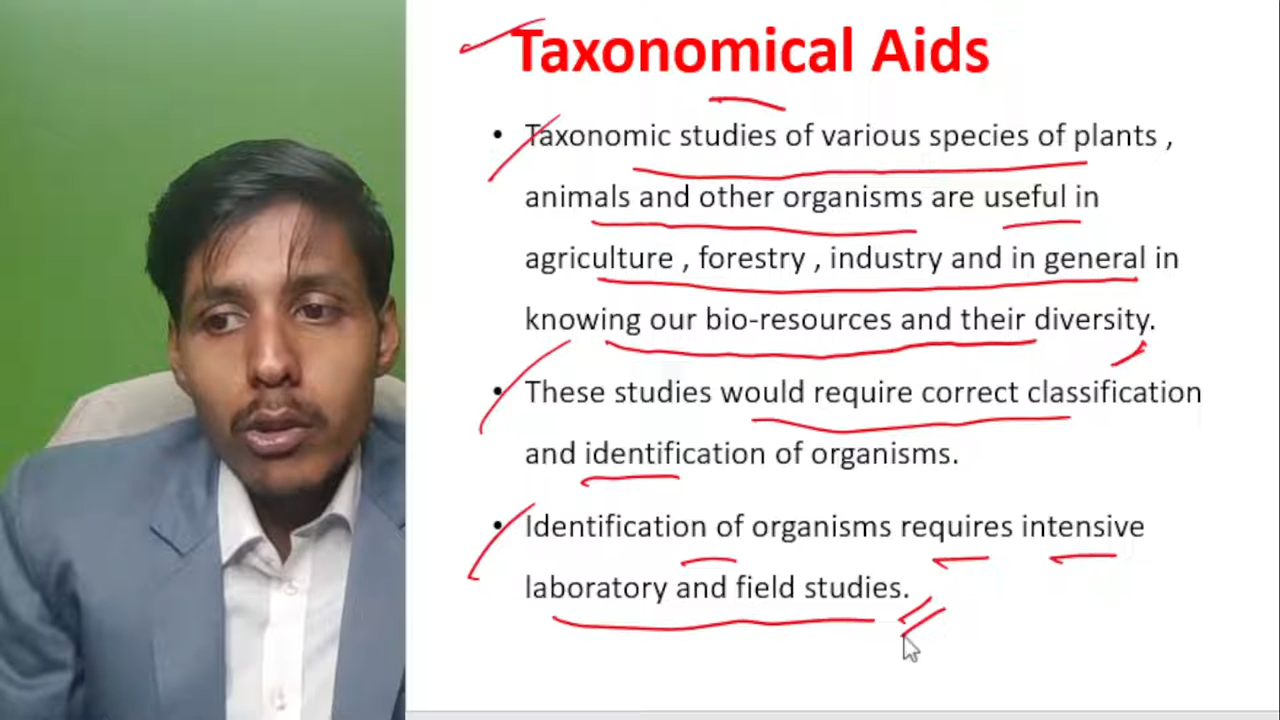 Taxonomical Aids
• Taxonomic studies of various species of plants ,
animals and other organisms are useful in
agriculture , forestry , industry and in general in
knowing our bio-resources and their diversity.
• These studies would require correct classification
and identification of organisms.
• Identification of organisms requires intensive
laboratory and field studies.